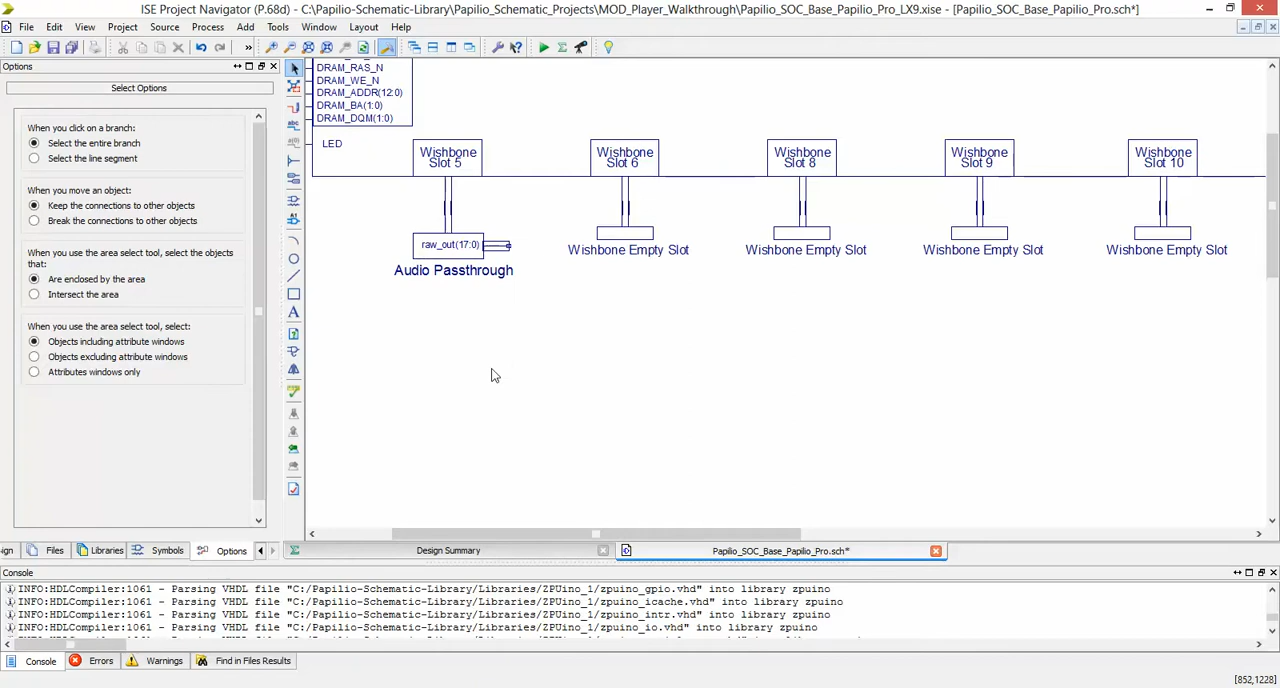 ISE Project Navigator (P.68d) - C:\Papilio-Schematic-Library\Papilio_Schematic_Projects\MOD_Player_Walkthrough\Papilio_SOC_Base_Papilio_Pro_LX9.xise - [Papilio_SOC_Base_Papilio_Pro.sch*]
File Edit View Project Source Process Add Tools Window Layout Help
Options
Select Options
When you click on a branch:
Select the entire branch
Select the line segment
When you move an object:
Keep the connections to other objects
Break the connections to other objects
When you use the area select tool, select the objects
that:
Are enclosed by the area
Intersect the area
When you use the area select tool, select:
Objects including attribute windows
Objects excluding attribute windows
Attributes windows only
DRAM_RAS_N
DRAM_WE_N
DRAM_ADDR(12:0)
DRAM_BA(1:0)
DRAM_DQM(1:0)
LED
Wishbone
Slot 5
Wishbone
Slot 6
Wishbone
Slot 8
Wishbone
Slot 9
Wishbone
Slot 10
raw_out(17:0)
Audio Passthrough
Wishbone Empty Slot
Wishbone Empty Slot
Wishbone Empty Slot
Wishbone Empty Slot
ign Files Libraries Symbols Options
Design Summary
Papilio_SOC_Base_Papilio_Pro.sch*
Console
INFO:HDLCompiler:1061 - Parsing VHDL file "C:/Papilio-Schematic-Library/Libraries/ZPUino_1/zpuino_gpio.vhd" into library zpuino
INFO:HDLCompiler:1061 - Parsing VHDL file "C:/Papilio-Schematic-Library/Libraries/ZPUino_1/zpuino_icache.vhd" into library zpuino
INFO:HDLCompiler:1061 - Parsing VHDL file "C:/Papilio-Schematic-Library/Libraries/ZPUino_1/zpuino_intr.vhd" into library zpuino
INFO:HDLCompiler:1061 - Parsing VHDL file "C:/Papilio-Schematic-Library/Libraries/ZPUino_1/zpuino_io.vhd" into library zpuino
Console Errors Warnings Find in Files Results
[852,1228]